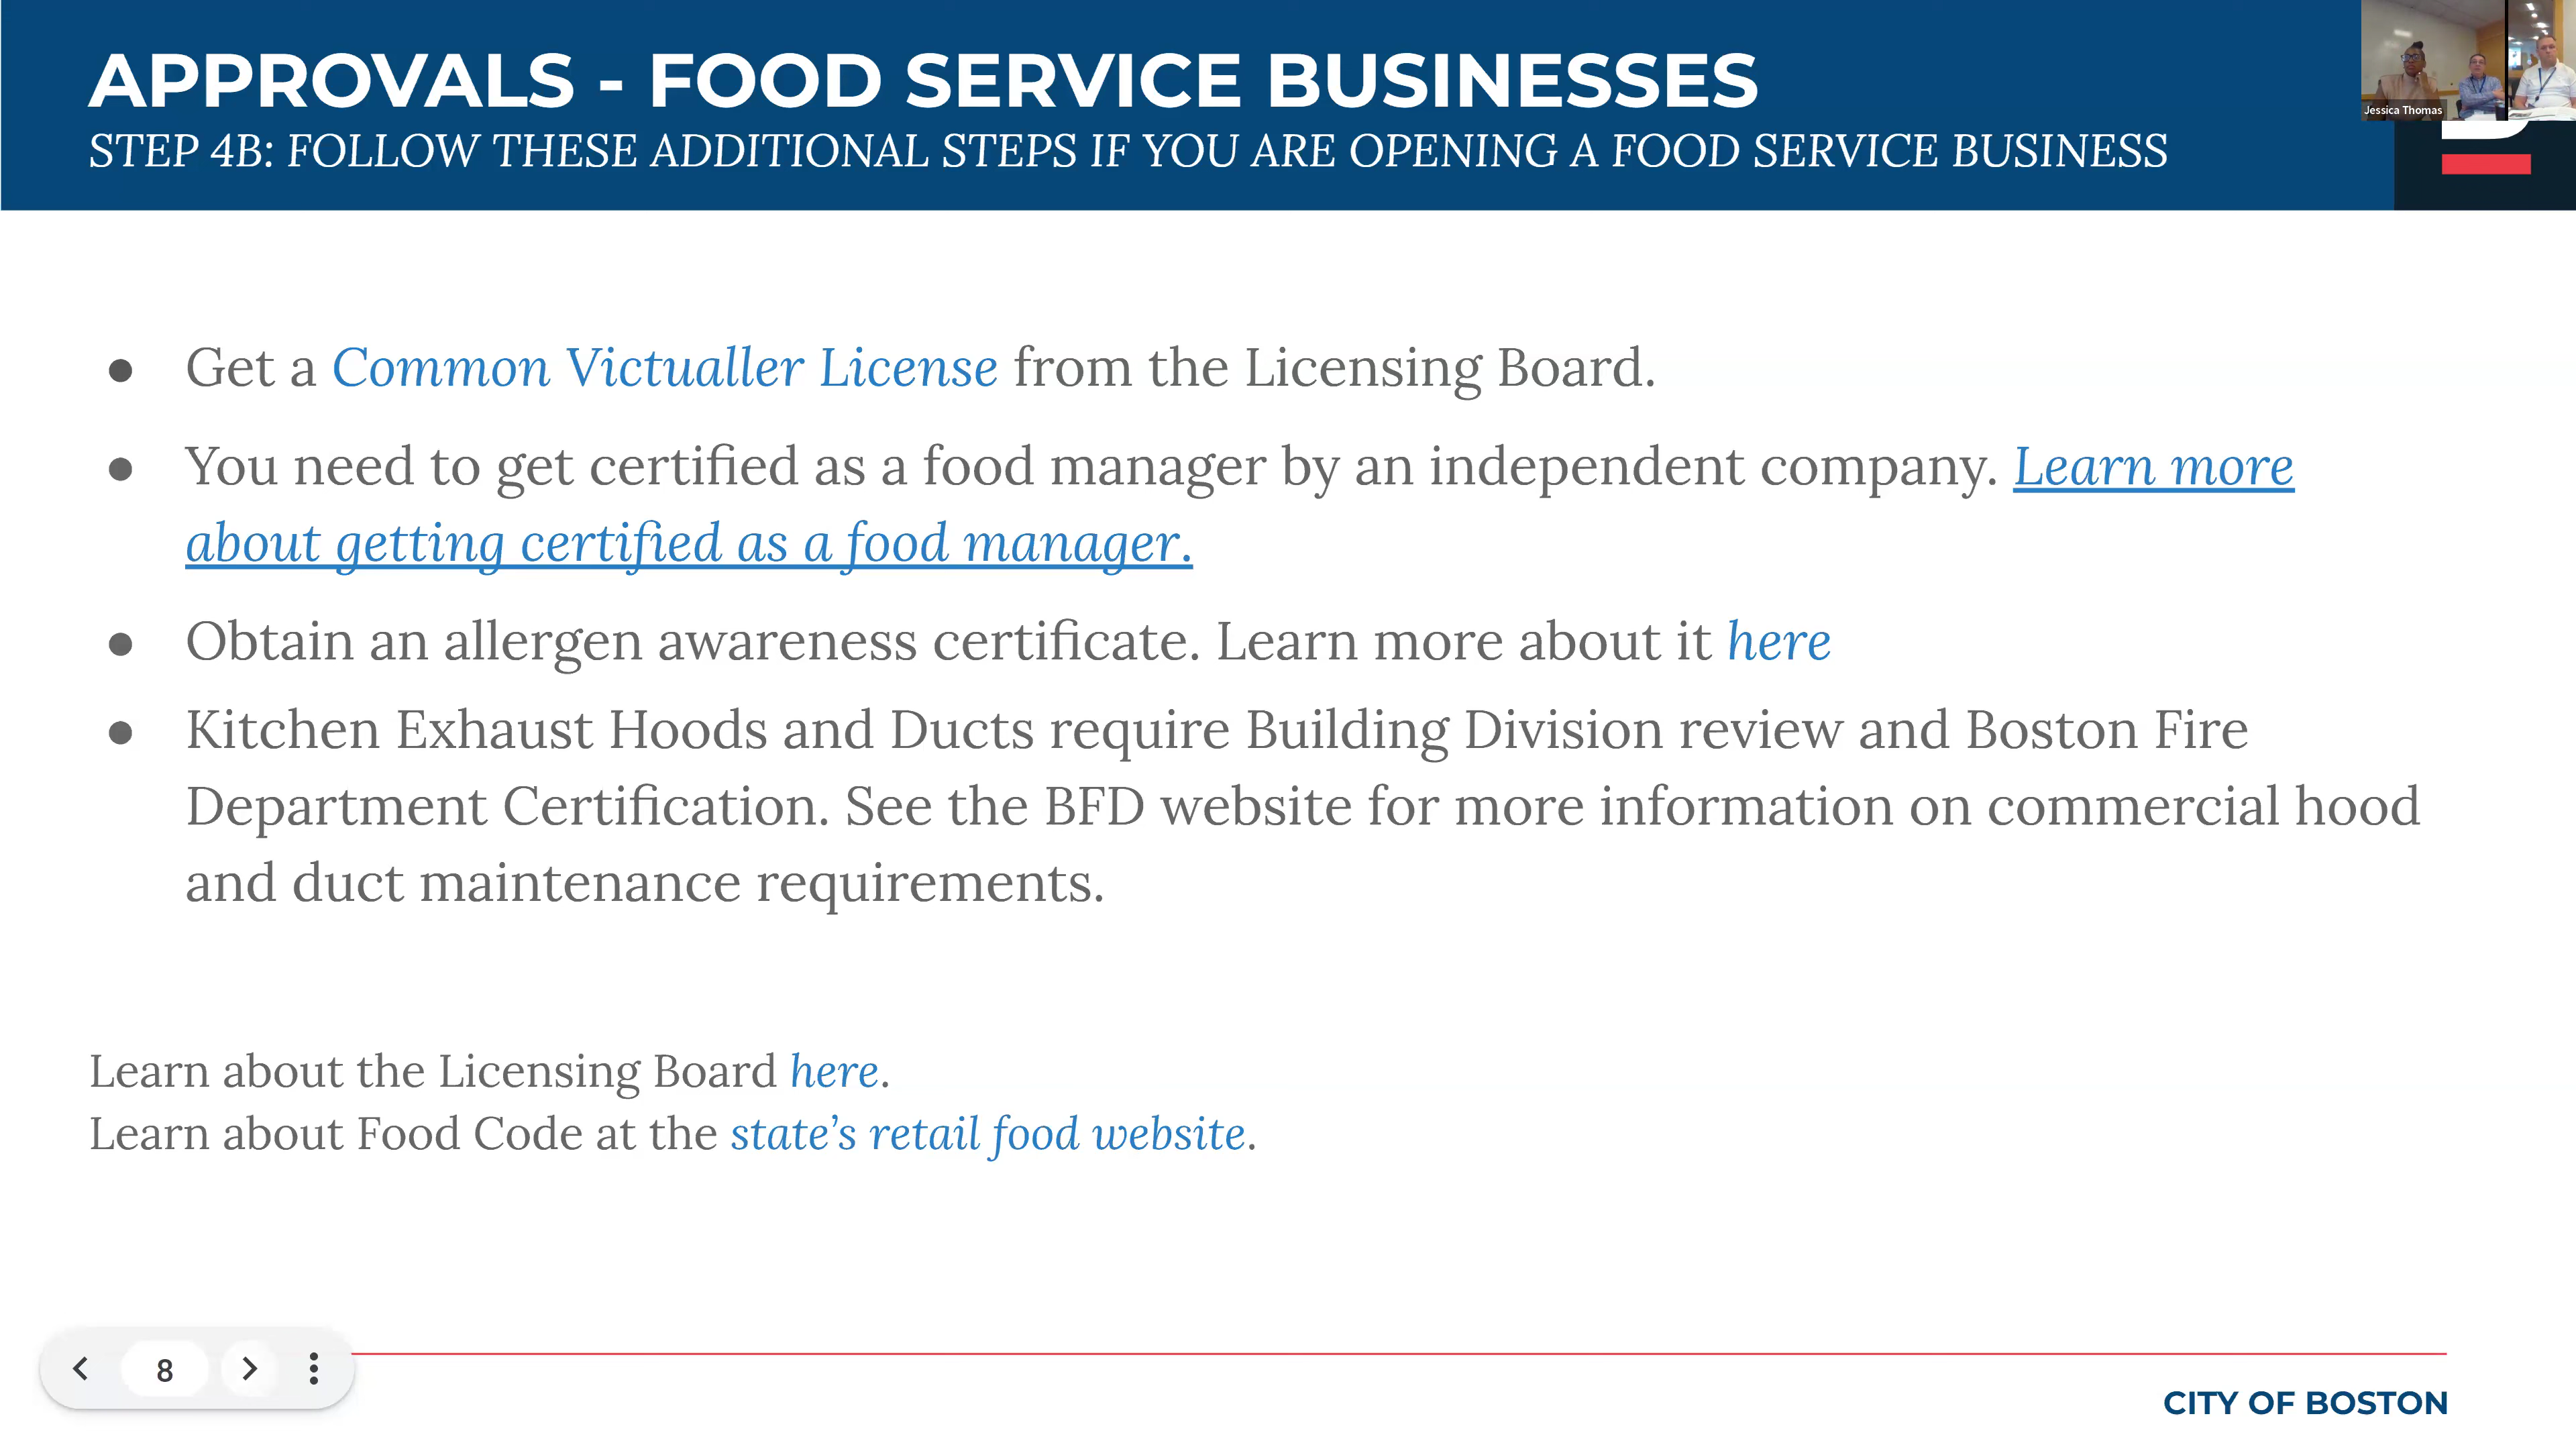 APPROVALS - FOOD SERVICE BUSINESSES
STEP 4B: FOLLOW THESE ADDITIONAL STEPS IF YOU ARE OPENING A FOOD SERVICE BUSINESS
Jessica Thomas
● Get a Common Victualler License from the Licensing Board.
● You need to get certified as a food manager by an independent company. Learn more
about getting certified as a food manager.
● Obtain an allergen awareness certificate. Learn more about it here
● Kitchen Exhaust Hoods and Ducts require Building Division review and Boston Fire
Department Certification. See the BFD website for more information on commercial hood
and duct maintenance requirements.
Learn about the Licensing Board here.
Learn about Food Code at the state’s retail food website.
8
CITY OF BOSTON